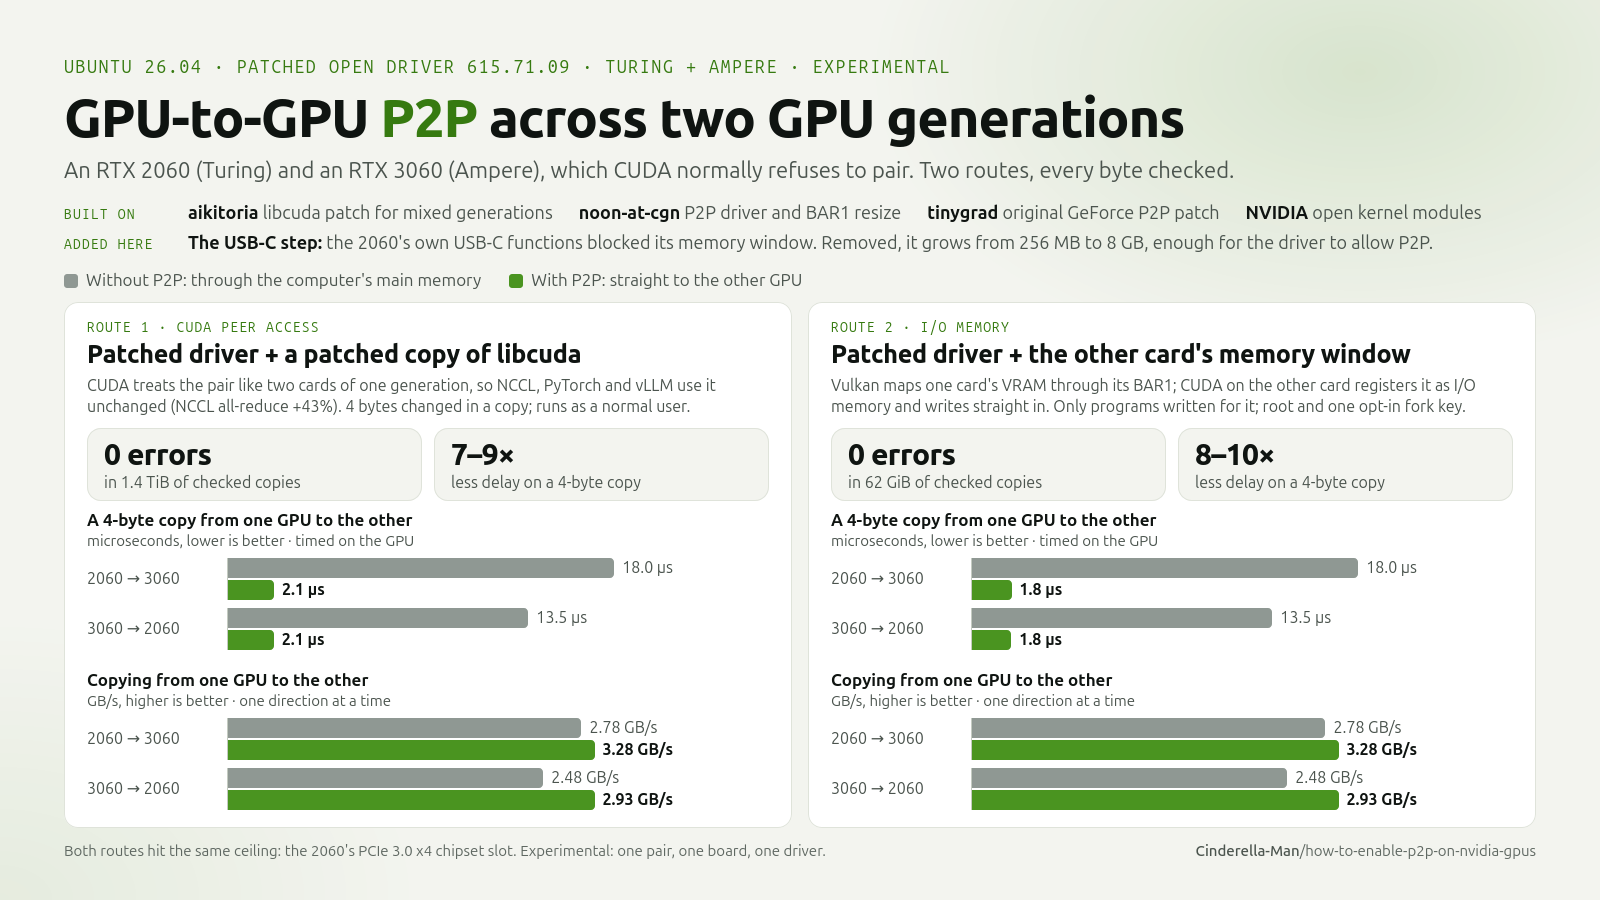 UBUNTU 26.04 · PATCHED OPEN DRIVER 615.71.09 · TURING + AMPERE · EXPERIMENTAL
GPU-to-GPU P2P across two GPU generations
An RTX 2060 (Turing) and an RTX 3060 (Ampere), which CUDA normally refuses to pair. Two routes, every byte checked.
BUILT ON aikitoria libcuda patch for mixed generations noon-at-cgn P2P driver and BAR1 resize tinygrad original GeForce P2P patch NVIDIA open kernel modules
ADDED HERE The USB-C step: the 2060's own USB-C functions blocked its memory window. Removed, it grows from 256 MB to 8 GB, enough for the driver to allow P2P.
Without P2P: through the computer's main memory With P2P: straight to the other GPU
ROUTE 1 · CUDA PEER ACCESS
Patched driver + a patched copy of libcuda
CUDA treats the pair like two cards of one generation, so NCCL, PyTorch and vLLM use it
unchanged (NCCL all-reduce +43%). 4 bytes changed in a copy; runs as a normal user.
0 errors
in 1.4 TiB of checked copies
7–9×
less delay on a 4-byte copy
A 4-byte copy from one GPU to the other
microseconds, lower is better · timed on the GPU
2060 → 3060
18.0 µs
2.1 µs
3060 → 2060
13.5 µs
2.1 µs
Copying from one GPU to the other
GB/s, higher is better · one direction at a time
2060 → 3060
2.78 GB/s
3.28 GB/s
3060 → 2060
2.48 GB/s
2.93 GB/s
ROUTE 2 · I/O MEMORY
Patched driver + the other card's memory window
Vulkan maps one card's VRAM through its BAR1; CUDA on the other card registers it as I/O
memory and writes straight in. Only programs written for it; root and one opt-in fork key.
0 errors
in 62 GiB of checked copies
8–10×
less delay on a 4-byte copy
A 4-byte copy from one GPU to the other
microseconds, lower is better · timed on the GPU
2060 → 3060
18.0 µs
1.8 µs
3060 → 2060
13.5 µs
1.8 µs
Copying from one GPU to the other
GB/s, higher is better · one direction at a time
2060 → 3060
2.78 GB/s
3.28 GB/s
3060 → 2060
2.48 GB/s
2.93 GB/s
Both routes hit the same ceiling: the 2060's PCIe 3.0 x4 chipset slot. Experimental: one pair, one board, one driver.
Cinderella-Man/how-to-enable-p2p-on-nvidia-gpus